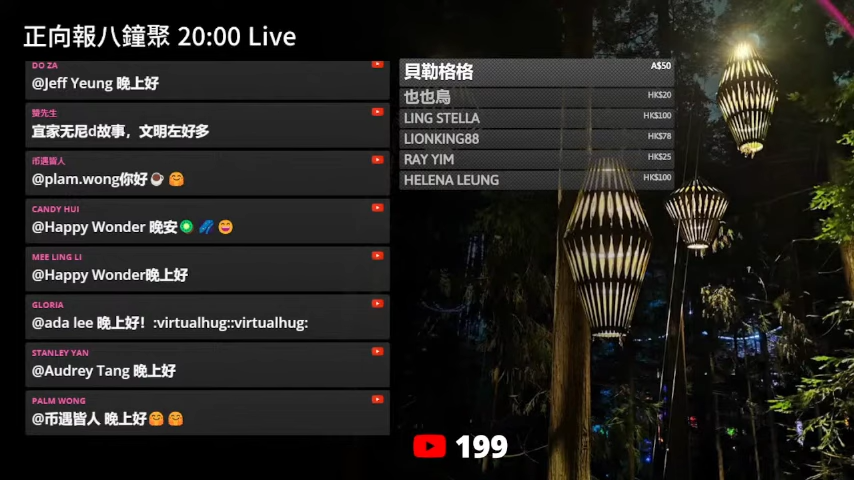 正向報八鐘聚 20:00 Live
DO ZA
@Jeff Yeung 晚上好
贊先生
宜家无尼d故事，文明左好多
币遇皆人
@plam.wong你好☕ 🤗
CANDY HUI
@Happy Wonder 晚安
MEE LING LI
@Happy Wonder晚上好
GLORIA
@ada lee 晚上好！:virtualhug::virtualhug:
STANLEY YAN
@Audrey Tang 晚上好
PALM WONG
@币遇皆人 晚上好🤗 🤗
貝勒格格 A$50
也也鳥 HK$20
LING STELLA HK$100
LIONKING88 HK$78
RAY YIM HK$25
HELENA LEUNG HK$100
199